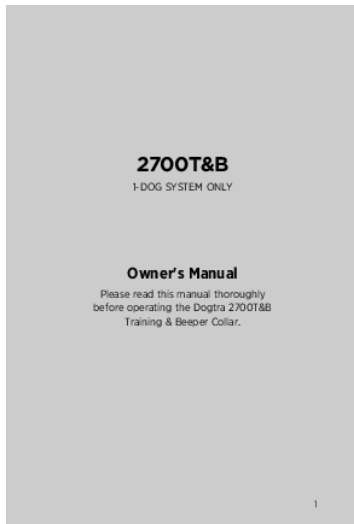 2700T&B
1-DOG SYSTEM ONLY
Owner's Manual
Please read this manual thoroughly
before operating the Dogtra 2700T&B
Training & Beeper Collar.
1